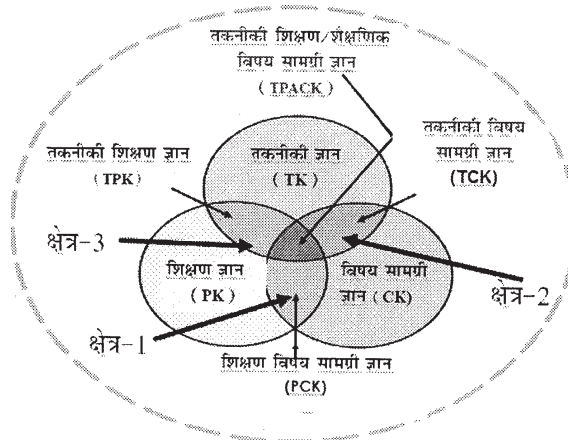 तकनीकी शिक्षण/शैक्षणिक
विषय सामग्री ज्ञान
(TPACK)
तकनीकी विषय
सामग्री ज्ञान
(TCK)
तकनीकी शिक्षण ज्ञान
(TPK)
तकनीकी ज्ञान
(TK)
क्षेत्र-3
शिक्षण ज्ञान
(PK)
विषय सामग्री
ज्ञान (CK)
क्षेत्र-2
क्षेत्र-1
शिक्षण विषय सामग्री ज्ञान
(PCK)